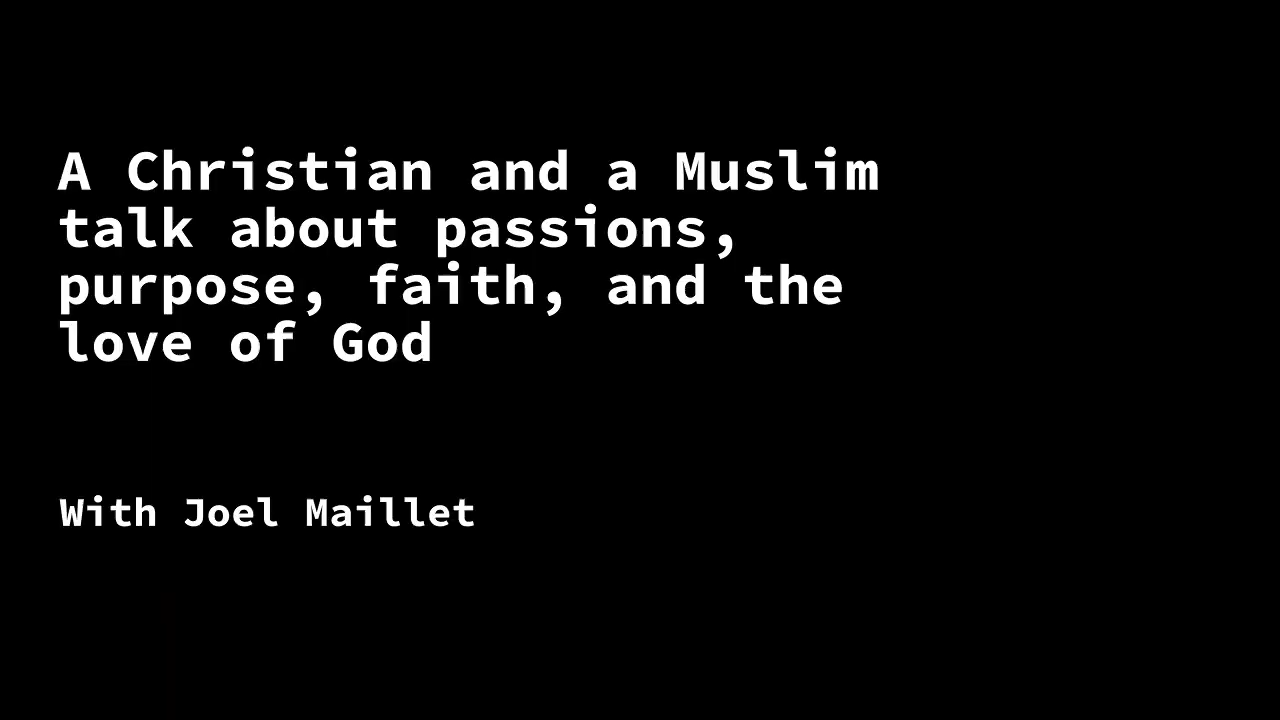 A Christian and a Muslim
talk about passions,
purpose, faith, and the
love of God
With Joel Maillet